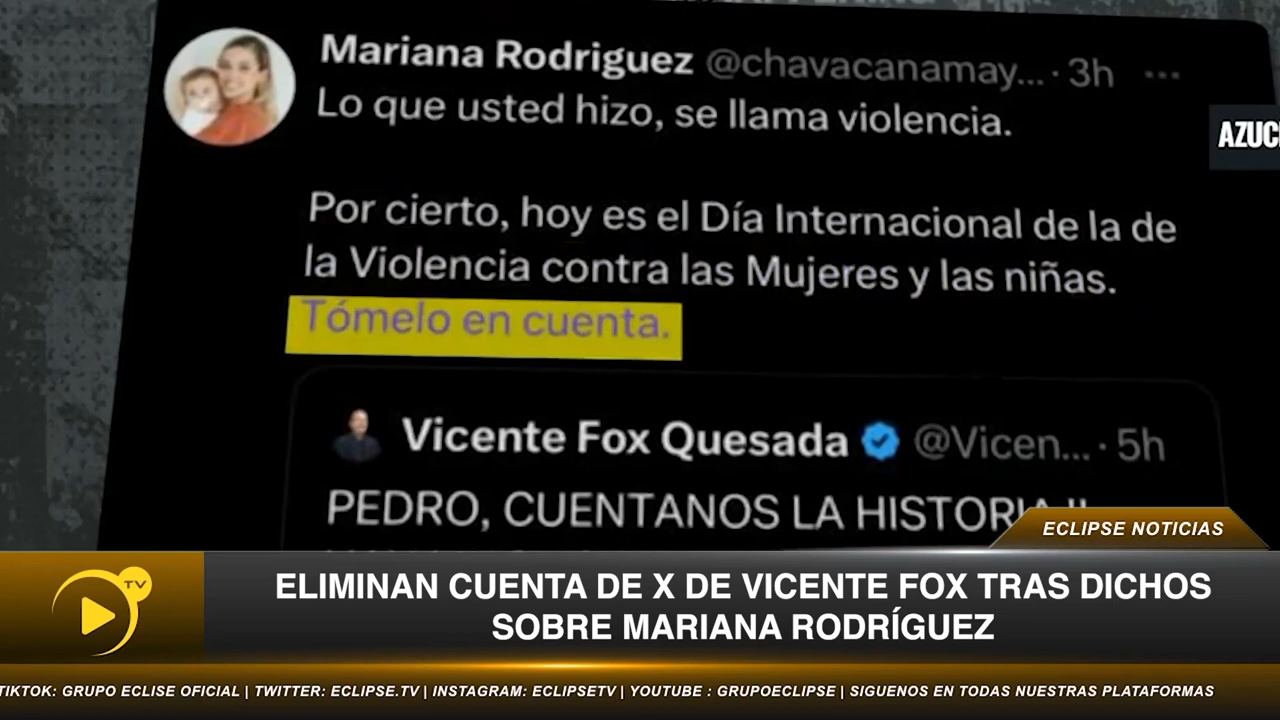 Mariana Rodriguez @chavacanamay... · 3h ...
Lo que usted hizo, se llama violencia.
Por cierto, hoy es el Día Internacional de la de
la Violencia contra las Mujeres y las niñas.
Tómelo en cuenta.
AZUC
Vicente Fox Quesada @Vicen... · 5h
PEDRO, CUENTANOS LA HISTORIA !!
ECLIPSE NOTICIAS
TV
ELIMINAN CUENTA DE X DE VICENTE FOX TRAS DICHOS
SOBRE MARIANA RODRÍGUEZ
TIKTOK: GRUPO ECLISE OFICIAL | TWITTER: ECLIPSE.TV | INSTAGRAM: ECLIPSETV | YOUTUBE : GRUPOECLIPSE | SIGUENOS EN TODAS NUESTRAS PLATAFORMAS